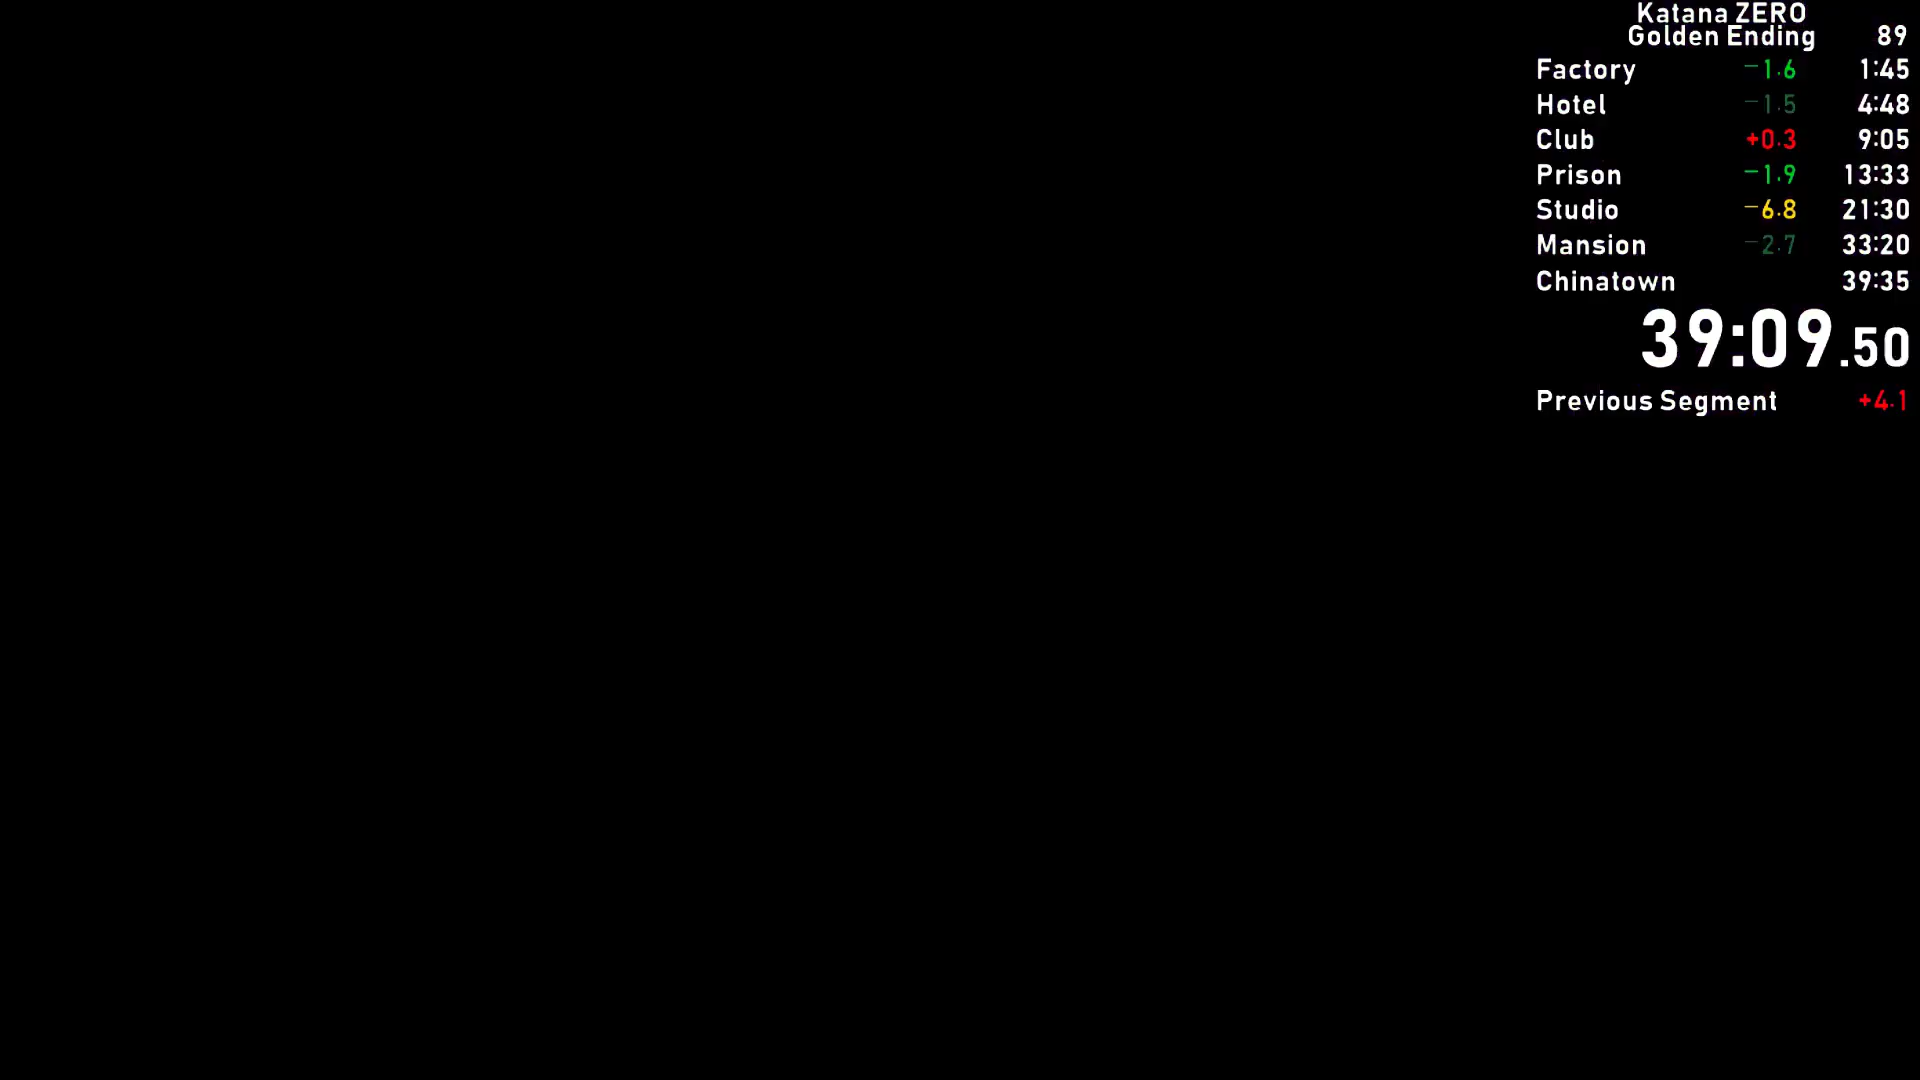 Katana ZERO
Golden Ending 89
Factory −1.6 1:45
Hotel −1.5 4:48
Club +0.3 9:05
Prison −1.9 13:33
Studio −6.8 21:30
Mansion −2.7 33:20
Chinatown 39:35
39:09.50
Previous Segment +4.1